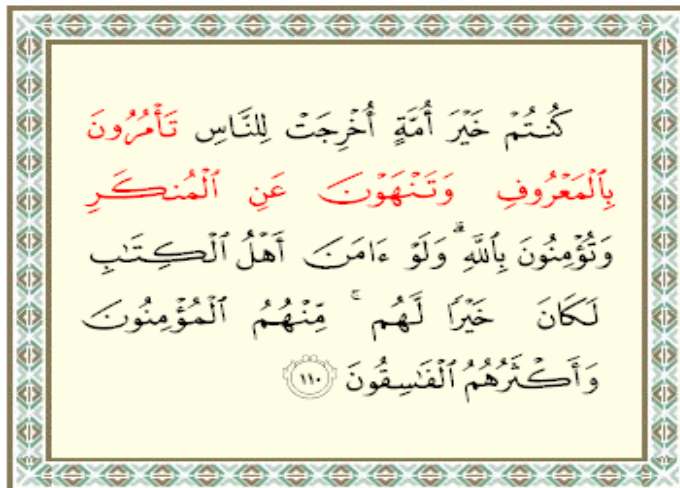 كُنتُمْ خَيْرَ أُمَّةٍ أُخْرِجَتْ لِلنَّاسِ تَأْمُرُونَ
بِٱلْمَعْرُوفِ وَتَنْهَوْنَ عَنِ ٱلْمُنكَرِ
وَتُؤْمِنُونَ بِٱللَّهِ ۗ وَلَوْ ءَامَنَ أَهْلُ ٱلْكِتَٰبِ
لَكَانَ خَيْرًا لَّهُم ۚ مِّنْهُمُ ٱلْمُؤْمِنُونَ
وَأَكْثَرُهُمُ ٱلْفَٰسِقُونَ ﴿١١٠﴾